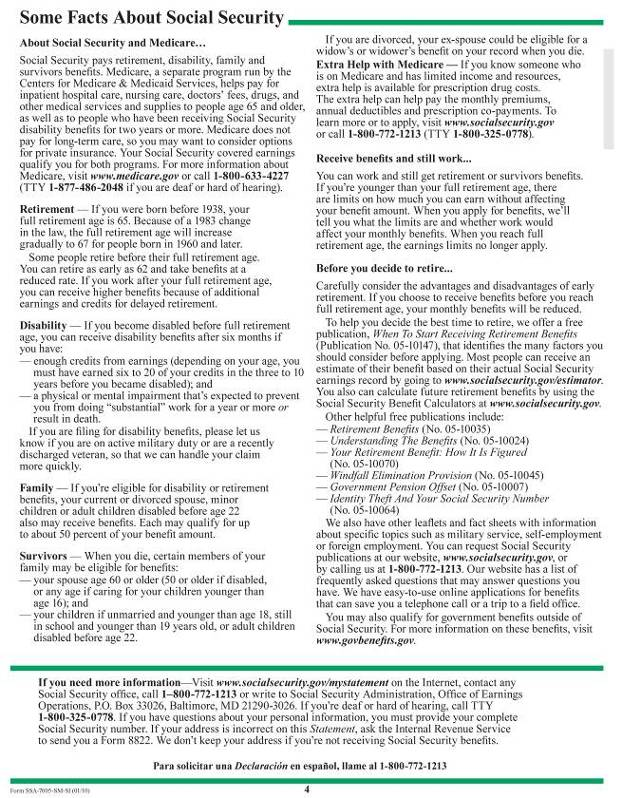 Some Facts About Social Security
About Social Security and Medicare…
Social Security pays retirement, disability, family and
survivors benefits. Medicare, a separate program run by the
Centers for Medicare & Medicaid Services, helps pay for
inpatient hospital care, nursing care, doctors’ fees, drugs, and
other medical services and supplies to people age 65 and older,
as well as to people who have been receiving Social Security
disability benefits for two years or more. Medicare does not
pay for long-term care, so you may want to consider options
for private insurance. Your Social Security covered earnings
qualify you for both programs. For more information about
Medicare, visit www.medicare.gov or call 1-800-633-4227
(TTY 1-877-486-2048 if you are deaf or hard of hearing).
Retirement — If you were born before 1938, your
full retirement age is 65. Because of a 1983 change
in the law, the full retirement age will increase
gradually to 67 for people born in 1960 and later.
Some people retire before their full retirement age.
You can retire as early as 62 and take benefits at a
reduced rate. If you work after your full retirement age,
you can receive higher benefits because of additional
earnings and credits for delayed retirement.
Disability — If you become disabled before full retirement
age, you can receive disability benefits after six months if
you have:
— enough credits from earnings (depending on your age, you
must have earned six to 20 of your credits in the three to 10
years before you became disabled); and
— a physical or mental impairment that’s expected to prevent
you from doing “substantial” work for a year or more or
result in death.
If you are filing for disability benefits, please let us
know if you are on active military duty or are a recently
discharged veteran, so that we can handle your claim
more quickly.
Family — If you’re eligible for disability or retirement
benefits, your current or divorced spouse, minor
children or adult children disabled before age 22
also may receive benefits. Each may qualify for up
to about 50 percent of your benefit amount.
Survivors — When you die, certain members of your
family may be eligible for benefits:
— your spouse age 60 or older (50 or older if disabled,
or any age if caring for your children younger than
age 16); and
— your children if unmarried and younger than age 18, still
in school and younger than 19 years old, or adult children
disabled before age 22.
If you are divorced, your ex-spouse could be eligible for a
widow’s or widower’s benefit on your record when you die.
Extra Help with Medicare — If you know someone who
is on Medicare and has limited income and resources,
extra help is available for prescription drug costs.
The extra help can help pay the monthly premiums,
annual deductibles and prescription co-payments. To
learn more or to apply, visit www.socialsecurity.gov
or call 1-800-772-1213 (TTY 1-800-325-0778).
Receive benefits and still work...
You can work and still get retirement or survivors benefits.
If you’re younger than your full retirement age, there
are limits on how much you can earn without affecting
your benefit amount. When you apply for benefits, we’ll
tell you what the limits are and whether work would
affect your monthly benefits. When you reach full
retirement age, the earnings limits no longer apply.
Before you decide to retire...
Carefully consider the advantages and disadvantages of early
retirement. If you choose to receive benefits before you reach
full retirement age, your monthly benefits will be reduced.
To help you decide the best time to retire, we offer a free
publication, When To Start Receiving Retirement Benefits
(Publication No. 05-10147), that identifies the many factors you
should consider before applying. Most people can receive an
estimate of their benefit based on their actual Social Security
earnings record by going to www.socialsecurity.gov/estimator.
You also can calculate future retirement benefits by using the
Social Security Benefit Calculators at www.socialsecurity.gov.
Other helpful free publications include:
— Retirement Benefits (No. 05-10035)
— Understanding The Benefits (No. 05-10024)
— Your Retirement Benefit: How It Is Figured
(No. 05-10070)
— Windfall Elimination Provision (No. 05-10045)
— Government Pension Offset (No. 05-10007)
— Identity Theft And Your Social Security Number
(No. 05-10064)
We also have other leaflets and fact sheets with information
about specific topics such as military service, self-employment
or foreign employment. You can request Social Security
publications at our website, www.socialsecurity.gov, or
by calling us at 1-800-772-1213. Our website has a list of
frequently asked questions that may answer questions you
have. We have easy-to-use online applications for benefits
that can save you a telephone call or a trip to a field office.
You may also qualify for government benefits outside of
Social Security. For more information on these benefits, visit
www.govbenefits.gov.
If you need more information—Visit www.socialsecurity.gov/mystatement on the Internet, contact any
Social Security office, call 1–800-772-1213 or write to Social Security Administration, Office of Earnings
Operations, P.O. Box 33026, Baltimore, MD 21290-3026. If you’re deaf or hard of hearing, call TTY
1-800-325-0778. If you have questions about your personal information, you must provide your complete
Social Security number. If your address is incorrect on this Statement, ask the Internal Revenue Service
to send you a Form 8822. We don’t keep your address if you’re not receiving Social Security benefits.
Para solicitar una Declaración en español, llame al 1-800-772-1213
Form SSA-7005-SM-SI (01/10)
4